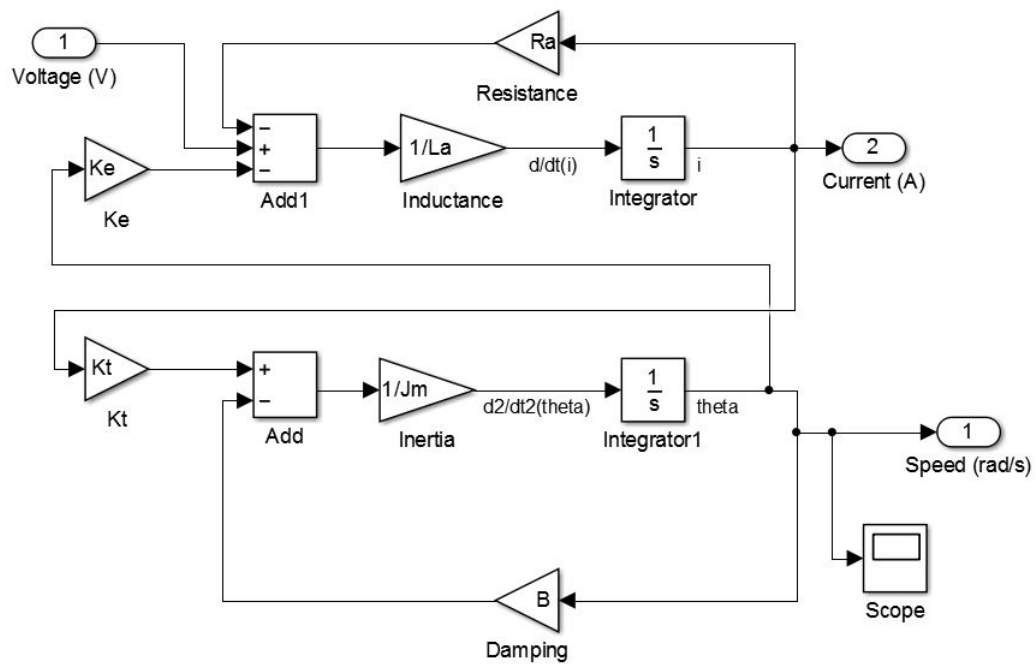 1
Voltage (V)
Ra
Resistance
Ke
Ke
−
+
−
Add1
1/La
Inductance
d/dt(i)
1
s
Integrator
i
2
Current (A)
Kt
Kt
+
−
Add
1/Jm
Inertia
d2/dt2(theta)
1
s
Integrator1
theta
1
Speed (rad/s)
Scope
B
Damping